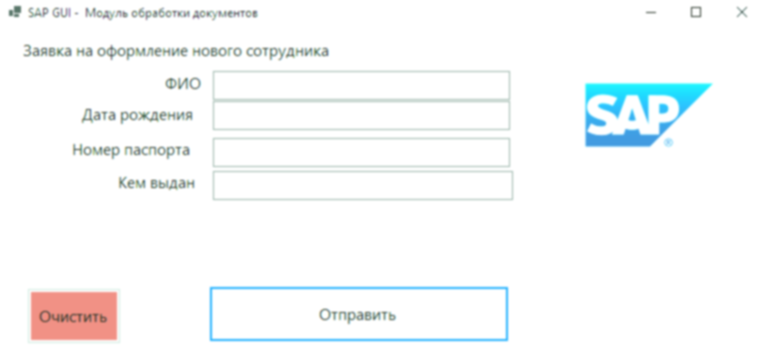 SAP GUI - Модуль обработки документов
Заявка на оформление нового сотрудника
ФИО
Дата рождения
SAP
®
Номер паспорта
Кем выдан
Очистить
Отправить